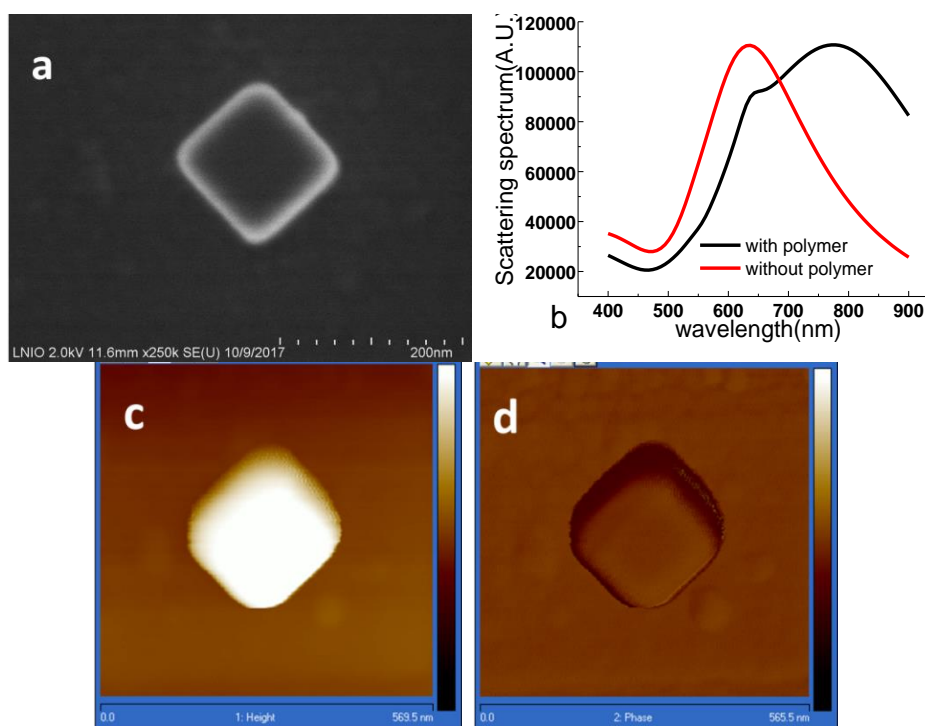 a
LNIO 2.0kV 11.6mm x250k SE(U) 10/9/2017
200nm
Scattering spectrum(A.U.)
120000
100000
80000
60000
40000
20000
with polymer
without polymer
b
400 500 600 700 800 900
wavelength(nm)
c
0.0 1: Height 569.5 nm
d
0.0 2: Phase 565.5 nm